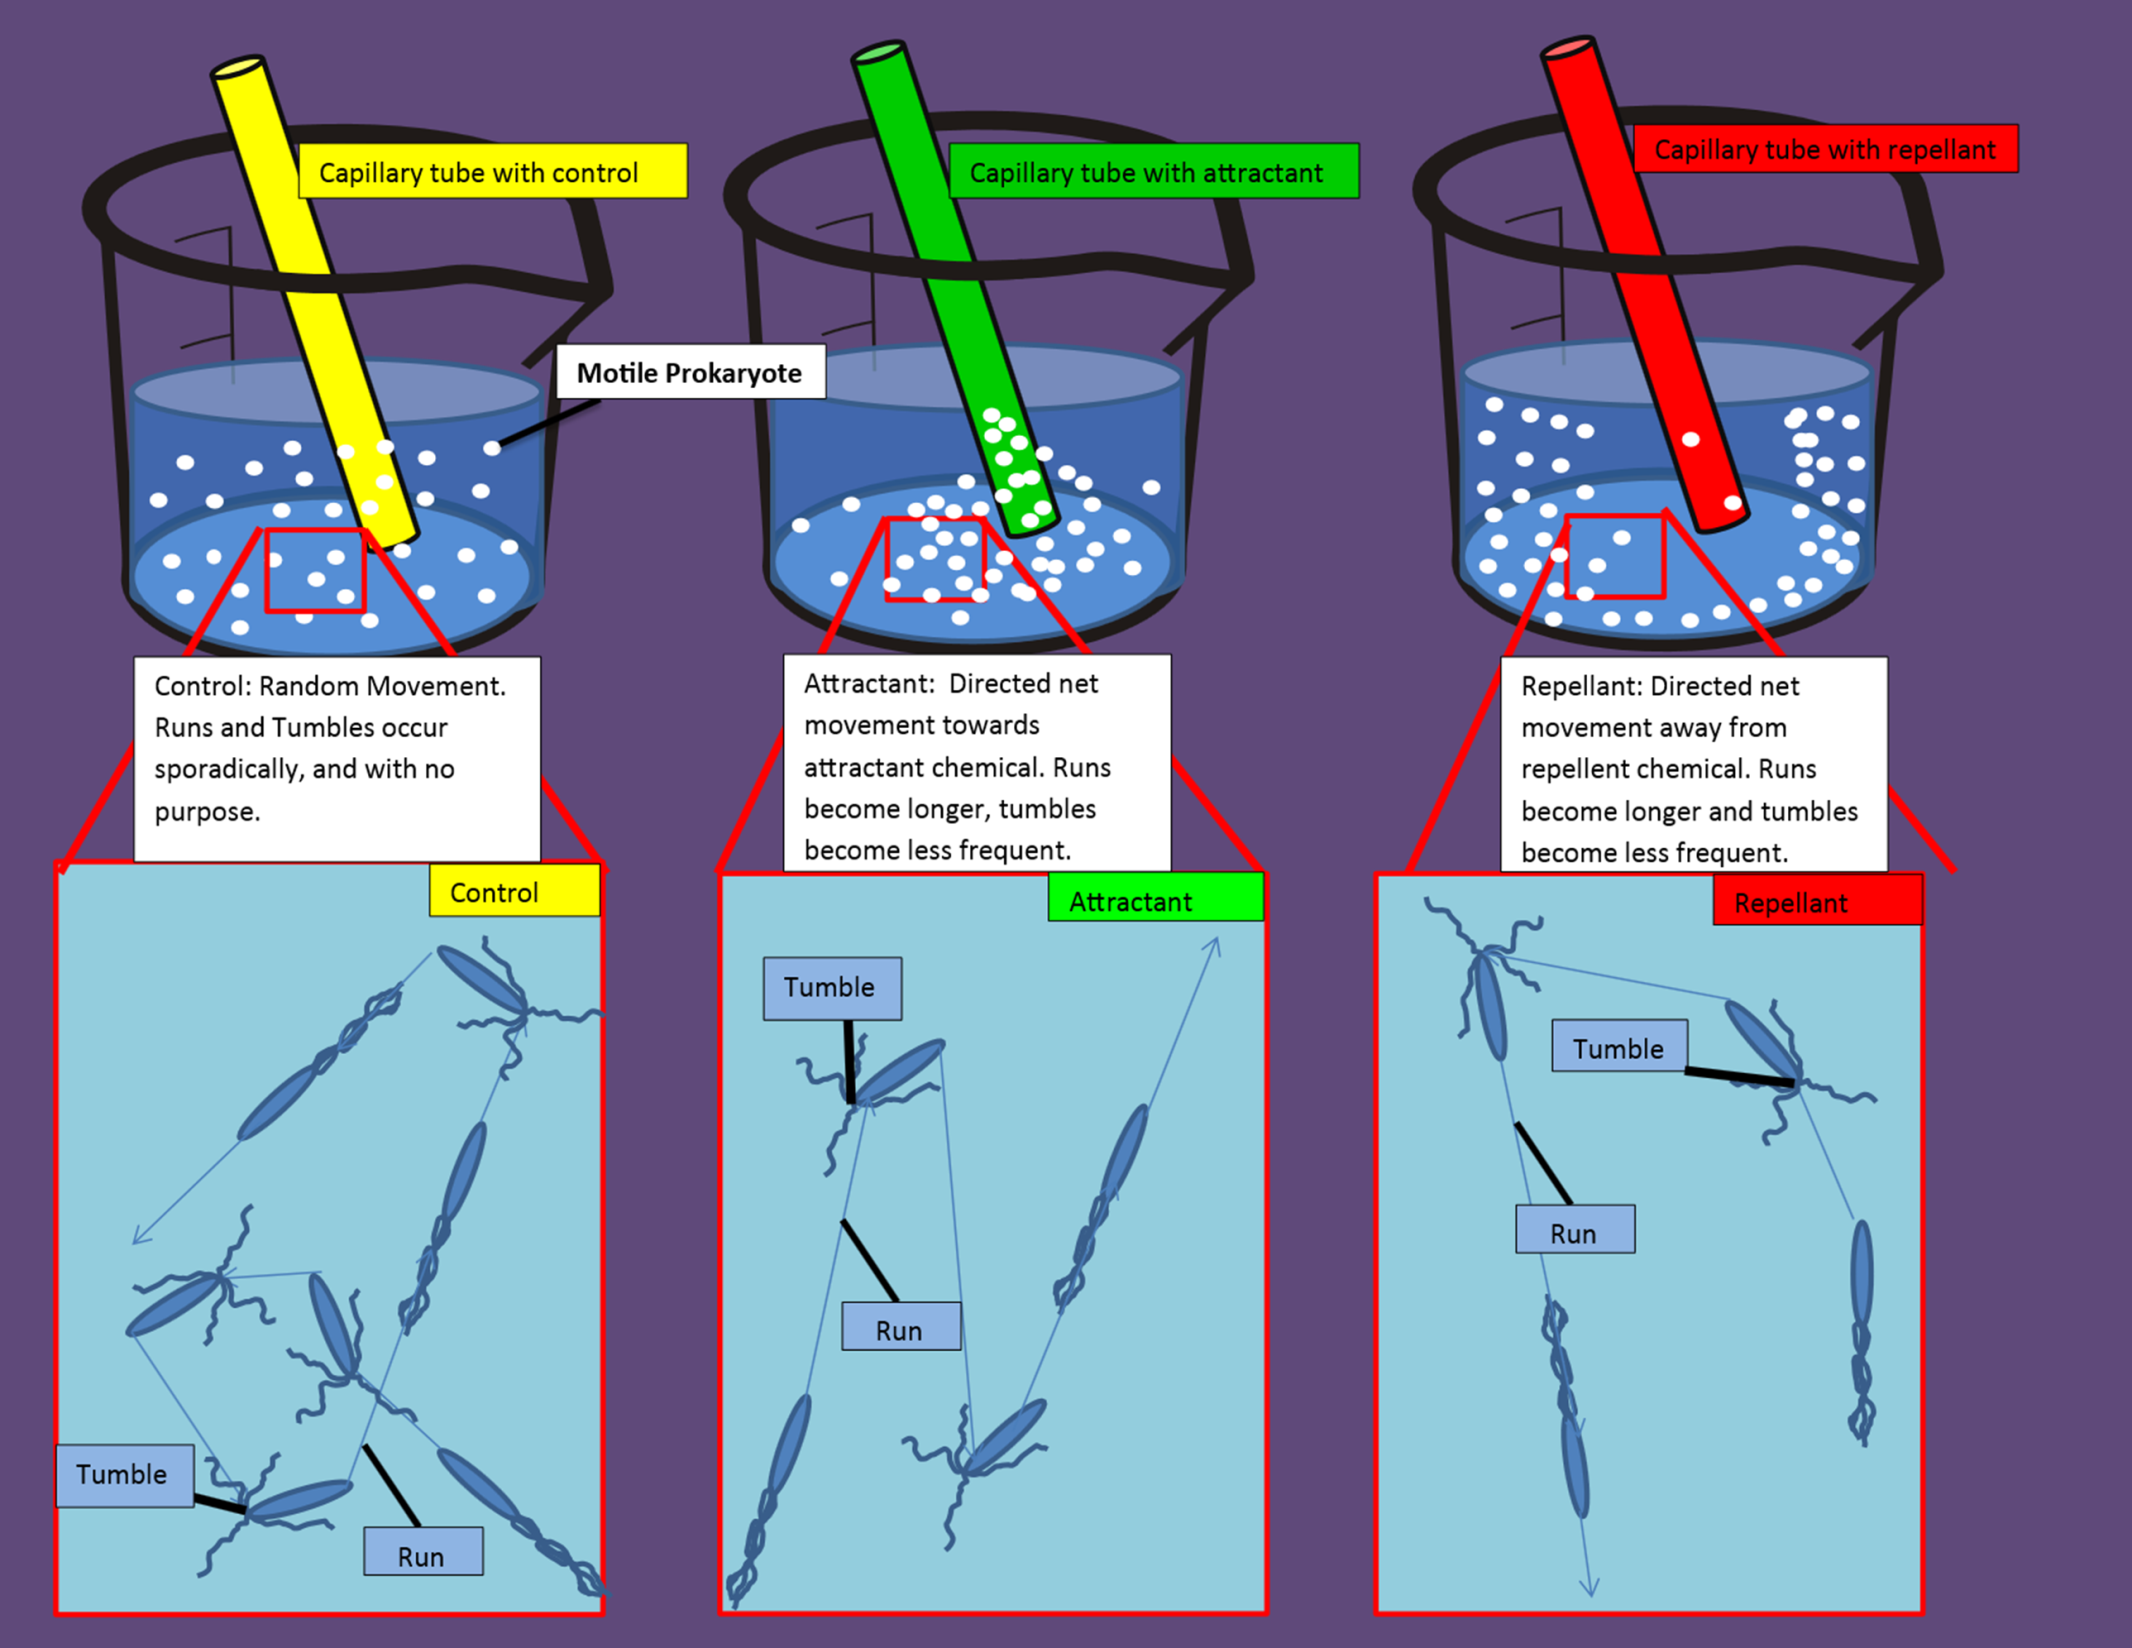 Capillary tube with control
Capillary tube with attractant
Capillary tube with repellant
Motile Prokaryote
Control: Random Movement.
Runs and Tumbles occur
sporadically, and with no
purpose.
Attractant:  Directed net
movement towards
attractant chemical. Runs
become longer, tumbles
become less frequent.
Repellant: Directed net
movement away from
repellent chemical. Runs
become longer and tumbles
become less frequent.
Control
Tumble
Run
Attractant
Tumble
Run
Repellant
Tumble
Run